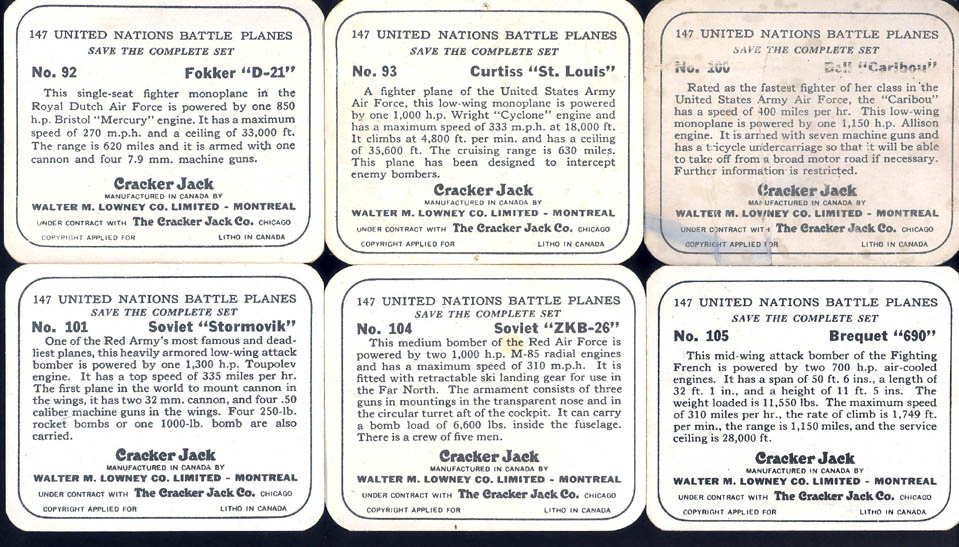 147 UNITED NATIONS BATTLE PLANES
SAVE THE COMPLETE SET
No. 92 Fokker "D-21"
This single-seat fighter monoplane in the
Royal Dutch Air Force is powered by one 850
h.p. Bristol "Mercury" engine. It has a maximum
speed of 270 m.p.h. and a ceiling of 33,000 ft.
The range is 620 miles and it is armed with one
cannon and four 7.9 mm. machine guns.
Cracker Jack
MANUFACTURED IN CANADA BY
WALTER M. LOWNEY CO. LIMITED - MONTREAL
UNDER CONTRACT WITH The Cracker Jack Co. CHICAGO
COPYRIGHT APPLIED FOR LITHO IN CANADA
147 UNITED NATIONS BATTLE PLANES
SAVE THE COMPLETE SET
No. 93 Curtiss "St. Louis"
A fighter plane of the United States Army
Air Force, this low-wing monoplane is powered
by one 1,000 h.p. Wright "Cyclone" engine and
has a maximum speed of 333 m.p.h. at 18,000 ft.
It climbs at 4,800 ft. per min. and has a ceiling
of 35,600 ft. The cruising range is 630 miles.
This plane has been designed to intercept
enemy bombers.
Cracker Jack
MANUFACTURED IN CANADA BY
WALTER M. LOWNEY CO. LIMITED - MONTREAL
UNDER CONTRACT WITH The Cracker Jack Co. CHICAGO
COPYRIGHT APPLIED FOR LITHO IN CANADA
147 UNITED NATIONS BATTLE PLANES
SAVE THE COMPLETE SET
No. 100 Bell "Caribou"
Rated as the fastest fighter of her class in the
United States Army Air Force, the "Caribou"
has a speed of 400 miles per hr. This low-wing
monoplane is powered by one 1,150 h.p. Allison
engine. It is armed with seven machine guns and
has a tricycle undercarriage so that it will be able
to take off from a broad motor road if necessary.
Further information is restricted.
Cracker Jack
MANUFACTURED IN CANADA BY
WALTER M. LOWNEY CO. LIMITED - MONTREAL
UNDER CONTRACT WITH The Cracker Jack Co. CHICAGO
COPYRIGHT APPLIED FOR LITHO IN CANADA
147 UNITED NATIONS BATTLE PLANES
SAVE THE COMPLETE SET
No. 101 Soviet "Stormovik"
One of the Red Army's most famous and dead-
liest planes, this heavily armored low-wing attack
bomber is powered by one 1,300 h.p. Toupolev
engine. It has a top speed of 335 miles per hr.
The first plane in the world to mount cannon in
the wings, it has two 32 mm. cannon, and four .50
caliber machine guns in the wings. Four 250-lb.
rocket bombs or one 1000-lb. bomb are also
carried.
Cracker Jack
MANUFACTURED IN CANADA BY
WALTER M. LOWNEY CO. LIMITED - MONTREAL
UNDER CONTRACT WITH The Cracker Jack Co. CHICAGO
COPYRIGHT APPLIED FOR LITHO IN CANADA
147 UNITED NATIONS BATTLE PLANES
SAVE THE COMPLETE SET
No. 104 Soviet "ZKB-26"
This medium bomber of the Red Air Force is
powered by two 1,000 h.p. M-85 radial engines
and has a maximum speed of 310 m.p.h. It is
fitted with retractable ski landing gear for use in
the Far North. The armament consists of three
guns in mountings in the transparent nose and in
the circular turret aft of the cockpit. It can carry
a bomb load of 6,600 lbs. inside the fuselage.
There is a crew of five men.
Cracker Jack
MANUFACTURED IN CANADA BY
WALTER M. LOWNEY CO. LIMITED - MONTREAL
UNDER CONTRACT WITH The Cracker Jack Co. CHICAGO
COPYRIGHT APPLIED FOR LITHO IN CANADA
147 UNITED NATIONS BATTLE PLANES
SAVE THE COMPLETE SET
No. 105 Brequet "690"
This mid-wing attack bomber of the Fighting
French is powered by two 700 h.p. air-cooled
engines. It has a span of 50 ft. 6 ins., a length of
32 ft. 1 in., and a height of 11 ft. 5 ins. The
weight loaded is 11,550 lbs. The maximum speed
of 310 miles per hr., the rate of climb is 1,749 ft.
per min., the range is 1,150 miles, and the service
ceiling is 28,000 ft.
Cracker Jack
MANUFACTURED IN CANADA BY
WALTER M. LOWNEY CO. LIMITED - MONTREAL
UNDER CONTRACT WITH The Cracker Jack Co. CHICAGO
COPYRIGHT APPLIED FOR LITHO IN CANADA